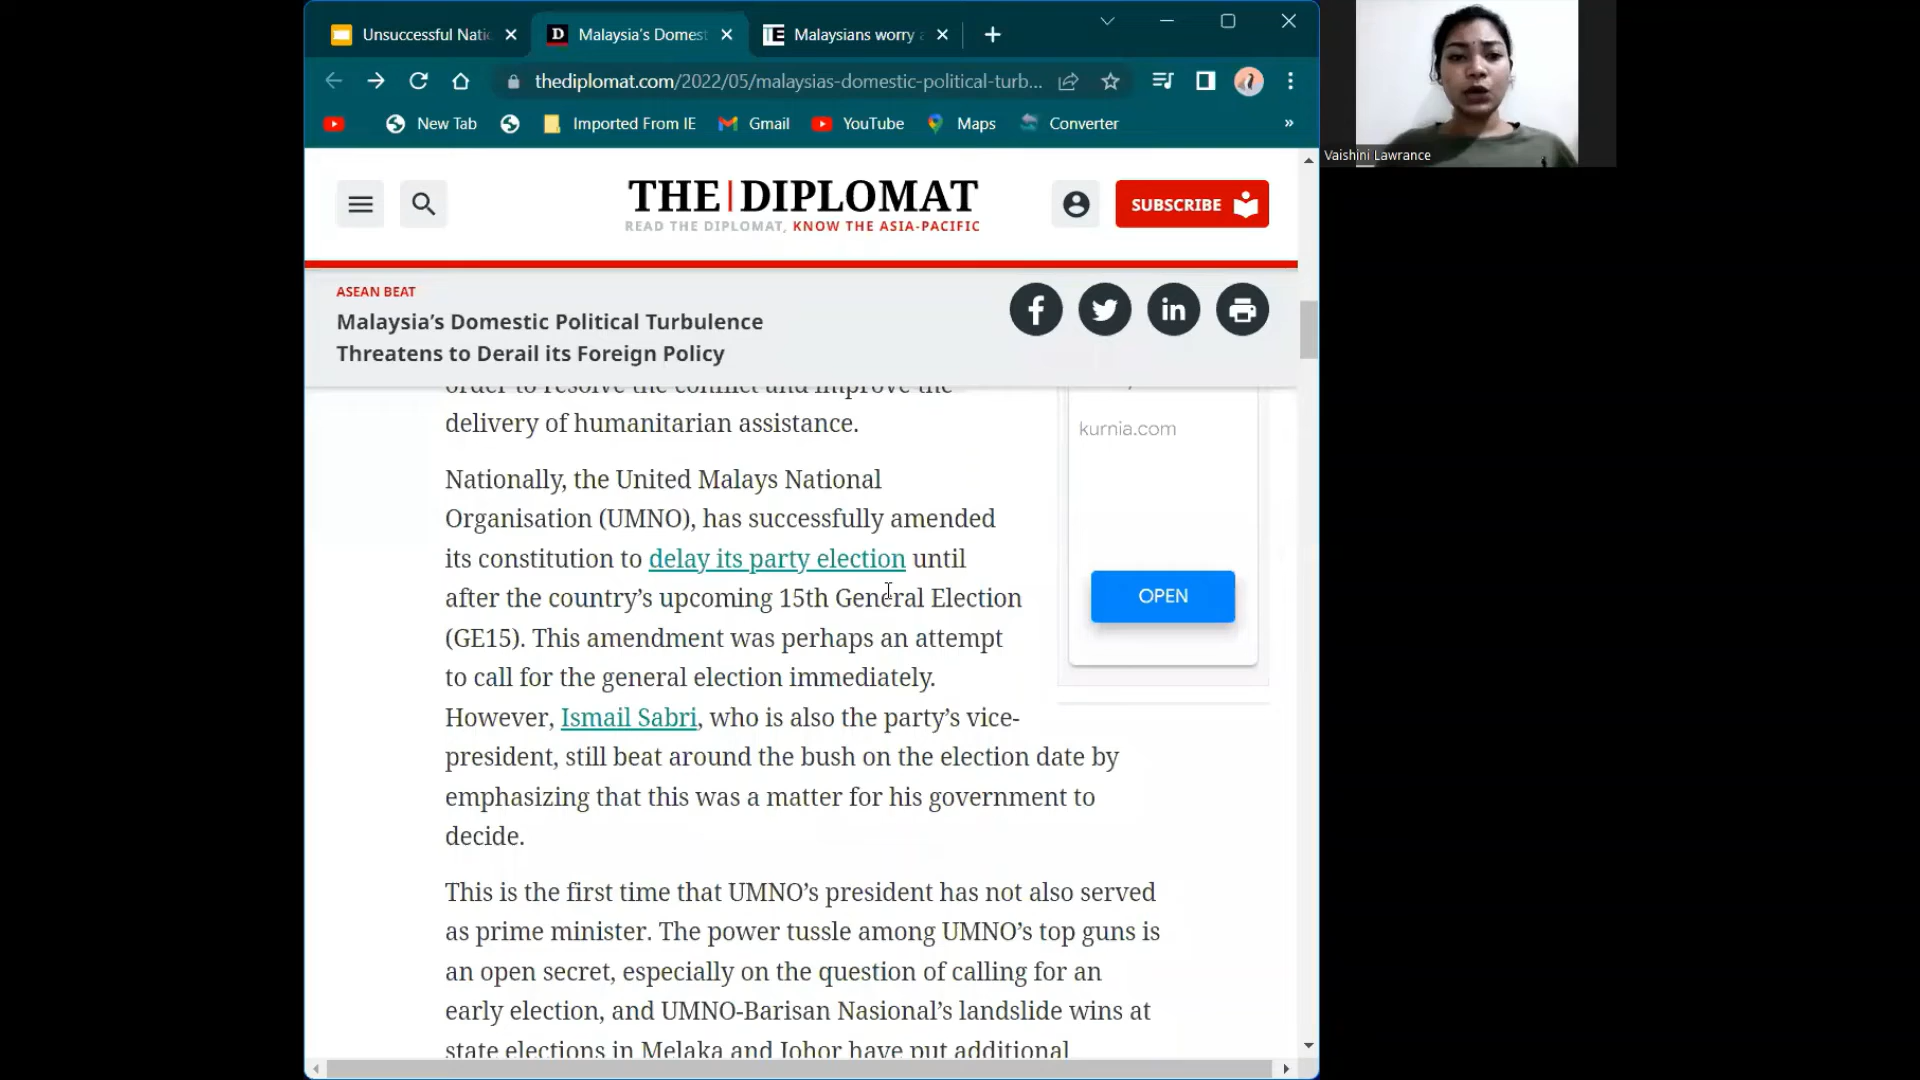 Unsuccessful Natio
Malaysia's Domest
Malaysians worry a
thediplomat.com/2022/05/malaysias-domestic-political-turb...
New Tab
Imported From IE
Gmail
YouTube
Maps
Converter
»
THE|DIPLOMAT
READ THE DIPLOMAT, KNOW THE ASIA-PACIFIC
SUBSCRIBE
ASEAN BEAT
Malaysia's Domestic Political Turbulence
Threatens to Derail its Foreign Policy
order to resolve the conflict and improve the
delivery of humanitarian assistance.
Nationally, the United Malays National
Organisation (UMNO), has successfully amended
its constitution to delay its party election until
after the country's upcoming 15th General Election
(GE15). This amendment was perhaps an attempt
to call for the general election immediately.
However, Ismail Sabri, who is also the party's vice-
president, still beat around the bush on the election date by
emphasizing that this was a matter for his government to
decide.
This is the first time that UMNO's president has not also served
as prime minister. The power tussle among UMNO's top guns is
an open secret, especially on the question of calling for an
early election, and UMNO-Barisan Nasional's landslide wins at
state elections in Melaka and Johor have put additional
kurnia.com
OPEN
Vaishini Lawrance